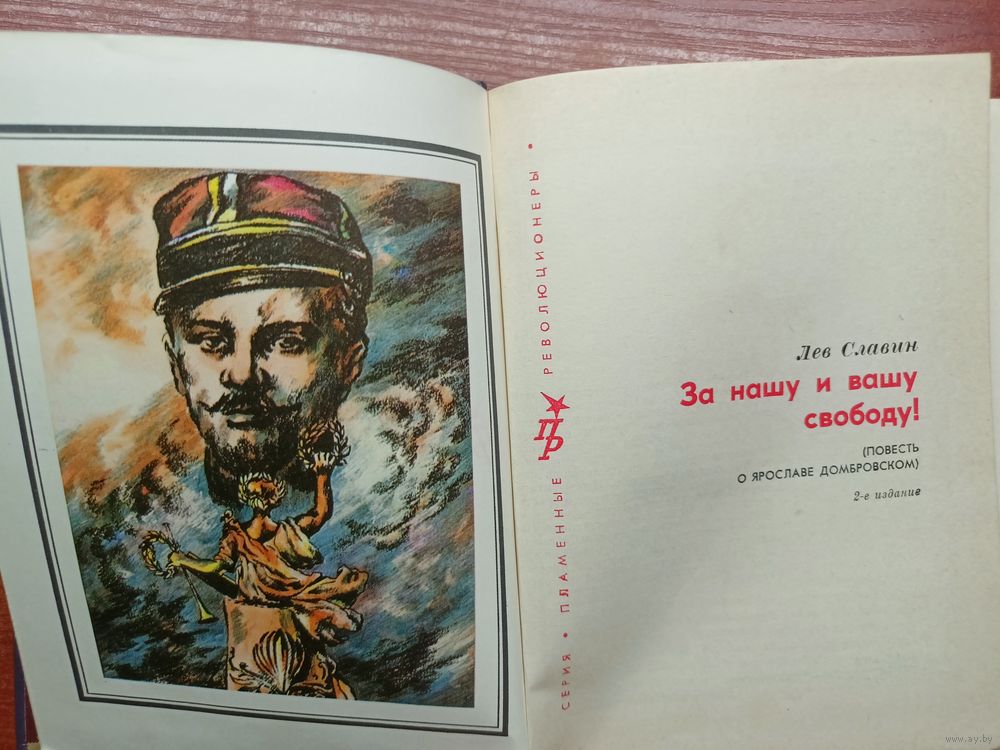 СЕРИЯ • ПЛАМЕННЫЕ ПР РЕВОЛЮЦИОНЕРЫ •
Лев Славин
За нашу и вашу
свободу!
(ПОВЕСТЬ
О ЯРОСЛАВЕ ДОМБРОВСКОМ)
2-е издание
www.ay.by